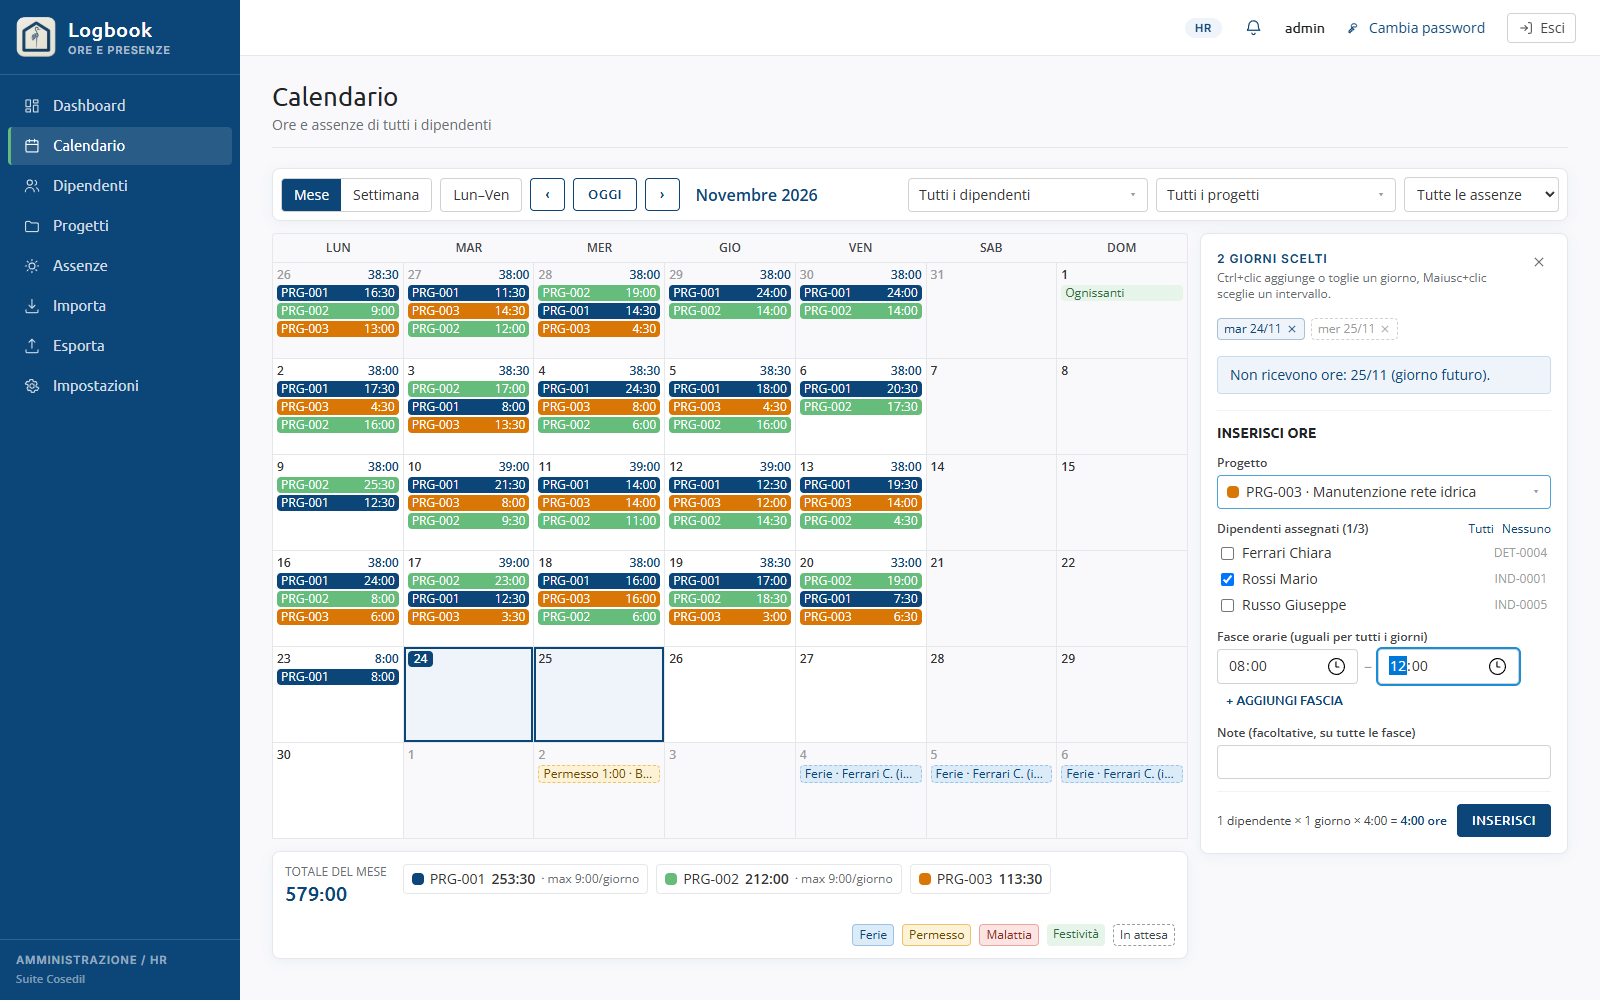 Logbook
ORE E PRESENZE
Dashboard
Calendario
Dipendenti
Progetti
Assenze
Importa
Esporta
Impostazioni
AMMINISTRAZIONE / HR
Suite Cosedil
HR admin Cambia password Esci
Calendario
Ore e assenze di tutti i dipendenti
Mese Settimana Lun–Ven ‹ OGGI › Novembre 2026 Tutti i dipendenti Tutti i progetti Tutte le assenze
LUN MAR MER GIO VEN SAB DOM
26 38:30 27 38:00 28 38:00 29 38:00 30 38:00 31 1
PRG-001 16:30 PRG-001 11:30 PRG-002 19:00 PRG-001 24:00 PRG-001 24:00 Ognissanti
PRG-002 9:00 PRG-003 14:30 PRG-001 14:30 PRG-002 14:00 PRG-002 14:00
PRG-003 13:00 PRG-002 12:00 PRG-003 4:30
2 38:00 3 38:30 4 38:30 5 38:30 6 38:00 7 8
PRG-001 17:30 PRG-002 17:00 PRG-001 24:30 PRG-001 18:00 PRG-001 20:30
PRG-003 4:30 PRG-001 8:00 PRG-003 8:00 PRG-003 4:30 PRG-002 17:30
PRG-002 16:00 PRG-003 13:30 PRG-002 6:00 PRG-002 16:00
9 38:00 10 39:00 11 39:00 12 39:00 13 38:00 14 15
PRG-002 25:30 PRG-001 21:30 PRG-001 14:00 PRG-001 12:30 PRG-001 19:30
PRG-001 12:30 PRG-003 8:00 PRG-003 14:00 PRG-003 12:00 PRG-003 14:00
PRG-002 9:30 PRG-002 11:00 PRG-002 14:30 PRG-002 4:30
16 38:00 17 39:00 18 38:00 19 38:30 20 33:00 21 22
PRG-001 24:00 PRG-002 23:00 PRG-001 16:00 PRG-001 17:00 PRG-002 19:00
PRG-002 8:00 PRG-001 12:30 PRG-003 16:00 PRG-002 18:30 PRG-001 7:30
PRG-003 6:00 PRG-003 3:30 PRG-002 6:00 PRG-003 3:00 PRG-003 6:30
23 8:00 24 25 26 27 28 29
PRG-001 8:00
30 1 2 3 4 5 6
Permesso 1:00 · B... Ferie · Ferrari C. (i... Ferie · Ferrari C. (i... Ferie · Ferrari C. (i...
TOTALE DEL MESE
579:00
PRG-001 253:30 · max 9:00/giorno PRG-002 212:00 · max 9:00/giorno PRG-003 113:30
Ferie Permesso Malattia Festività In attesa
2 GIORNI SCELTI
Ctrl+clic aggiunge o toglie un giorno, Maiusc+clic
sceglie un intervallo.
mar 24/11 × mer 25/11 ×
Non ricevono ore: 25/11 (giorno futuro).
INSERISCI ORE
Progetto
PRG-003 · Manutenzione rete idrica
Dipendenti assegnati (1/3) Tutti Nessuno
Ferrari Chiara DET-0004
Rossi Mario IND-0001
Russo Giuseppe IND-0005
Fasce orarie (uguali per tutti i giorni)
08:00 – 12:00
+ AGGIUNGI FASCIA
Note (facoltative, su tutte le fasce)
1 dipendente × 1 giorno × 4:00 = 4:00 ore INSERISCI